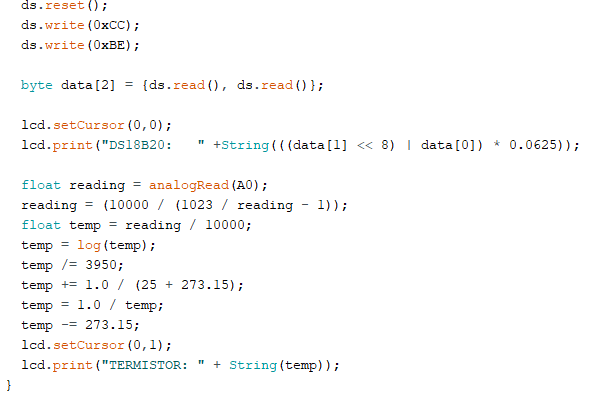 ds.reset();
ds.write(0xCC);
ds.write(0xBE);
byte data[2] = {ds.read(), ds.read()};
lcd.setCursor(0,0);
lcd.print("DS18B20:   " +String(((data[1] << 8) | data[0]) * 0.0625));
float reading = analogRead(A0);
reading = (10000 / (1023 / reading - 1));
float temp = reading / 10000;
temp = log(temp);
temp /= 3950;
temp += 1.0 / (25 + 273.15);
temp = 1.0 / temp;
temp -= 273.15;
lcd.setCursor(0,1);
lcd.print("TERMISTOR: " + String(temp));
}